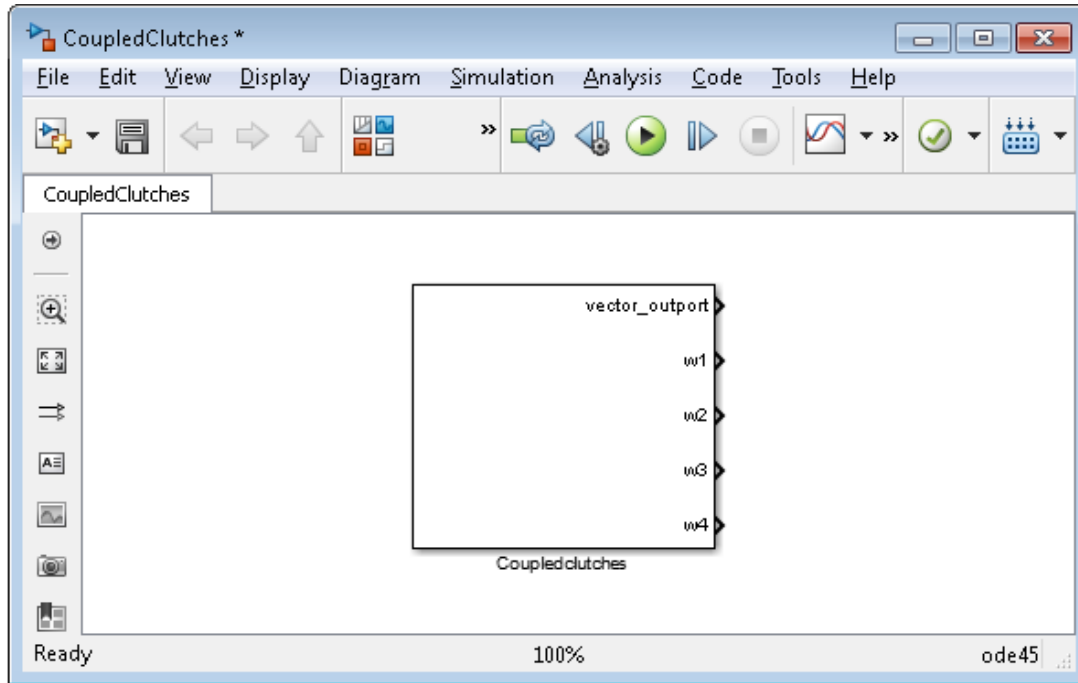 CoupledClutches *
File Edit View Display Diagram Simulation Analysis Code Tools Help
CoupledClutches
vector_outport
w1
w2
w3
w4
Coupledclutches
Ready 100% ode45